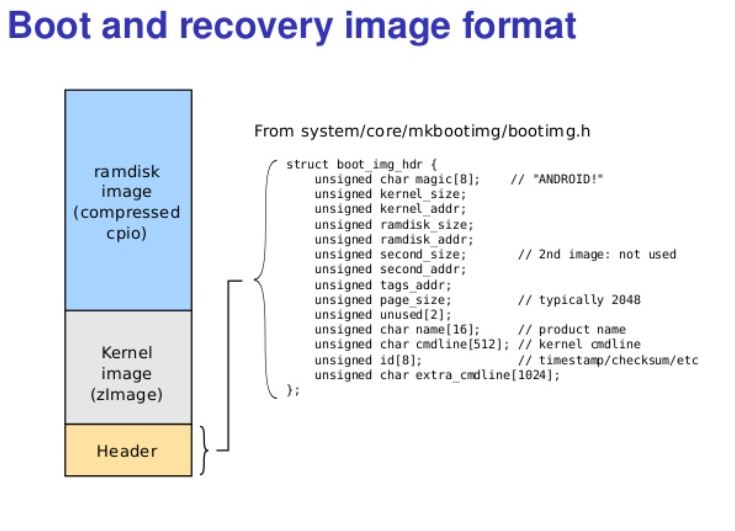 Boot and recovery image format
ramdisk
image
(compressed
cpio)
Kernel
image
(zImage)
Header
From system/core/mkbootimg/bootimg.h
struct boot_img_hdr {
unsigned char magic[8]; // "ANDROID!"
unsigned kernel_size;
unsigned kernel_addr;
unsigned ramdisk_size;
unsigned ramdisk_addr;
unsigned second_size; // 2nd image: not used
unsigned second_addr;
unsigned tags_addr;
unsigned page_size; // typically 2048
unsigned unused[2];
unsigned char name[16]; // product name
unsigned char cmdline[512]; // kernel cmdline
unsigned id[8]; // timestamp/checksum/etc
unsigned char extra_cmdline[1024];
};